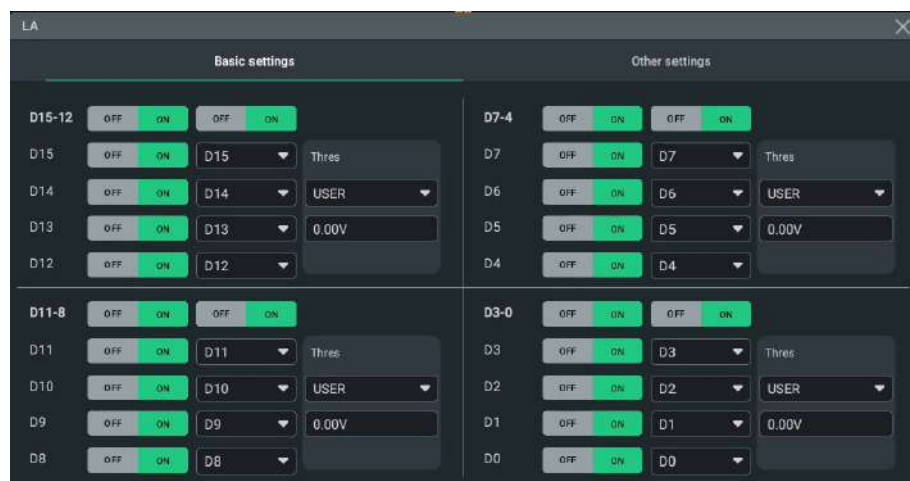 LA
Basic settings Other settings
D15-12 OFF ON OFF ON
D15 OFF ON D15 Thres
D14 OFF ON D14 USER
D13 OFF ON D13 0.00V
D12 OFF ON D12
D7-4 OFF ON OFF ON
D7 OFF ON D7 Thres
D6 OFF ON D6 USER
D5 OFF ON D5 0.00V
D4 OFF ON D4
D11-8 OFF ON OFF ON
D11 OFF ON D11 Thres
D10 OFF ON D10 USER
D9 OFF ON D9 0.00V
D8 OFF ON D8
D3-0 OFF ON OFF ON
D3 OFF ON D3 Thres
D2 OFF ON D2 USER
D1 OFF ON D1 0.00V
D0 OFF ON D0